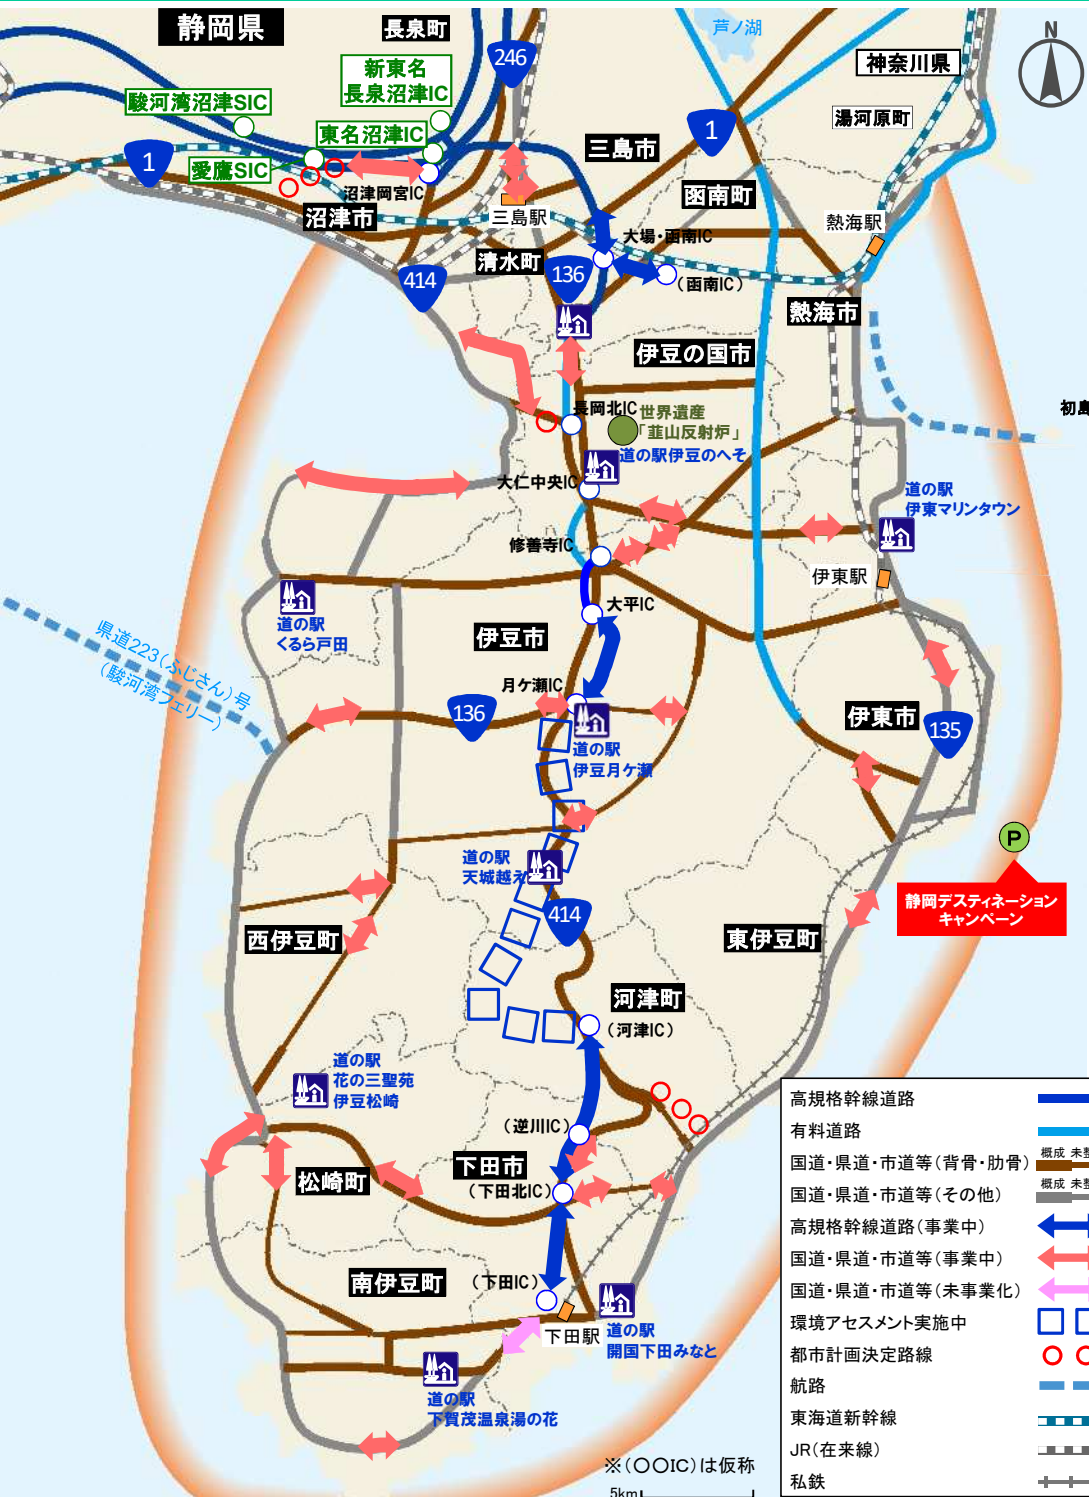 静岡県
長泉町
246
芦ノ湖
N
神奈川県
新東名
長泉沼津IC
駿河湾沼津SIC
湯河原町
東名沼津IC
1
1
三島市
愛鷹SIC
沼津岡宮IC
函南町
沼津市
三島駅
熱海駅
大場・函南IC
清水町
136
414
（函南IC）
熱海市
伊豆の国市
長岡北IC
世界遺産
「韮山反射炉」
初島
道の駅伊豆のへそ
大仁中央IC
道の駅
伊東マリンタウン
修善寺IC
伊東駅
大平IC
道の駅
くるら戸田
伊豆市
県道223（ふじさん）号
（駿河湾フェリー）
月ケ瀬IC
136
伊東市
135
道の駅
伊豆月ケ瀬
P
道の駅
天城越え
静岡デスティネーション
キャンペーン
414
西伊豆町
東伊豆町
河津町
（河津IC）
道の駅
花の三聖苑
伊豆松崎
（逆川IC）
下田市
松崎町
（下田北IC）
南伊豆町
（下田IC）
下田駅
道の駅
開国下田みなと
道の駅
下賀茂温泉湯の花
※（〇〇IC）は仮称
5km
高規格幹線道路
有料道路
国道・県道・市道等（背骨・肋骨）
概成 未整
国道・県道・市道等（その他）
概成 未整
高規格幹線道路（事業中）
国道・県道・市道等（事業中）
国道・県道・市道等（未事業化）
環境アセスメント実施中
都市計画決定路線
航路
東海道新幹線
JR（在来線）
私鉄